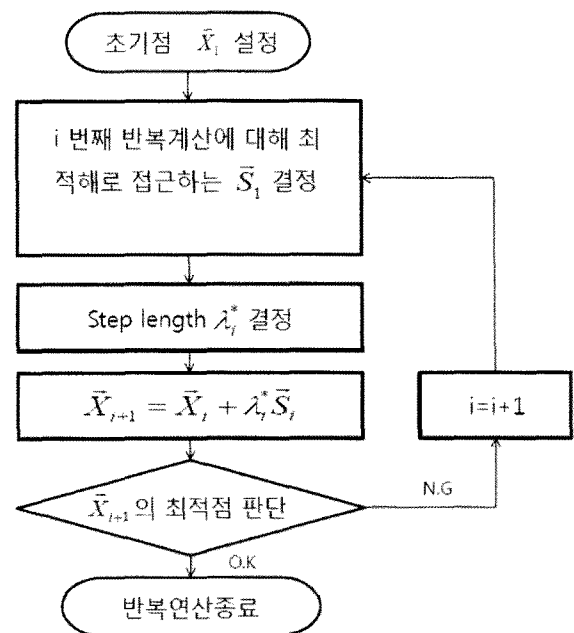 초기점 X̄₁ 설정
i 번째 반복계산에 대해 최
적해로 접근하는 S̄₁ 결정
Step length λᵢ* 결정
X̄ᵢ₊₁ = X̄ᵢ + λᵢ* S̄ᵢ
i=i+1
X̄ᵢ₊₁의 최적점 판단
N.G
O.K
반복연산종료